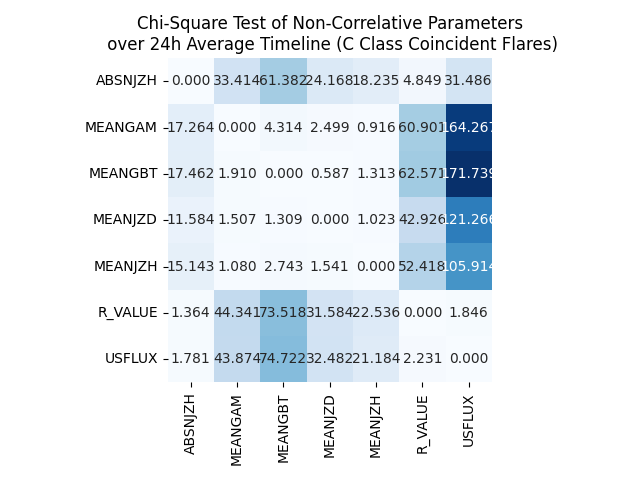 Chi-Square Test of Non-Correlative Parameters
over 24h Average Timeline (C Class Coincident Flares)
ABSNJZH 0.000 33.414 61.382 24.168 18.235 4.849 31.486
MEANGAM 17.264 0.000 4.314 2.499 0.916 60.901 164.267
MEANGBT 17.462 1.910 0.000 0.587 1.313 62.571 171.739
MEANJZD 11.584 1.507 1.309 0.000 1.023 42.926 121.266
MEANJZH 15.143 1.080 2.743 1.541 0.000 52.418 105.914
R_VALUE 1.364 44.341 73.518 31.584 22.536 0.000 1.846
USFLUX 1.781 43.874 74.722 32.482 21.184 2.231 0.000
ABSNJZH
MEANGAM
MEANGBT
MEANJZD
MEANJZH
R_VALUE
USFLUX